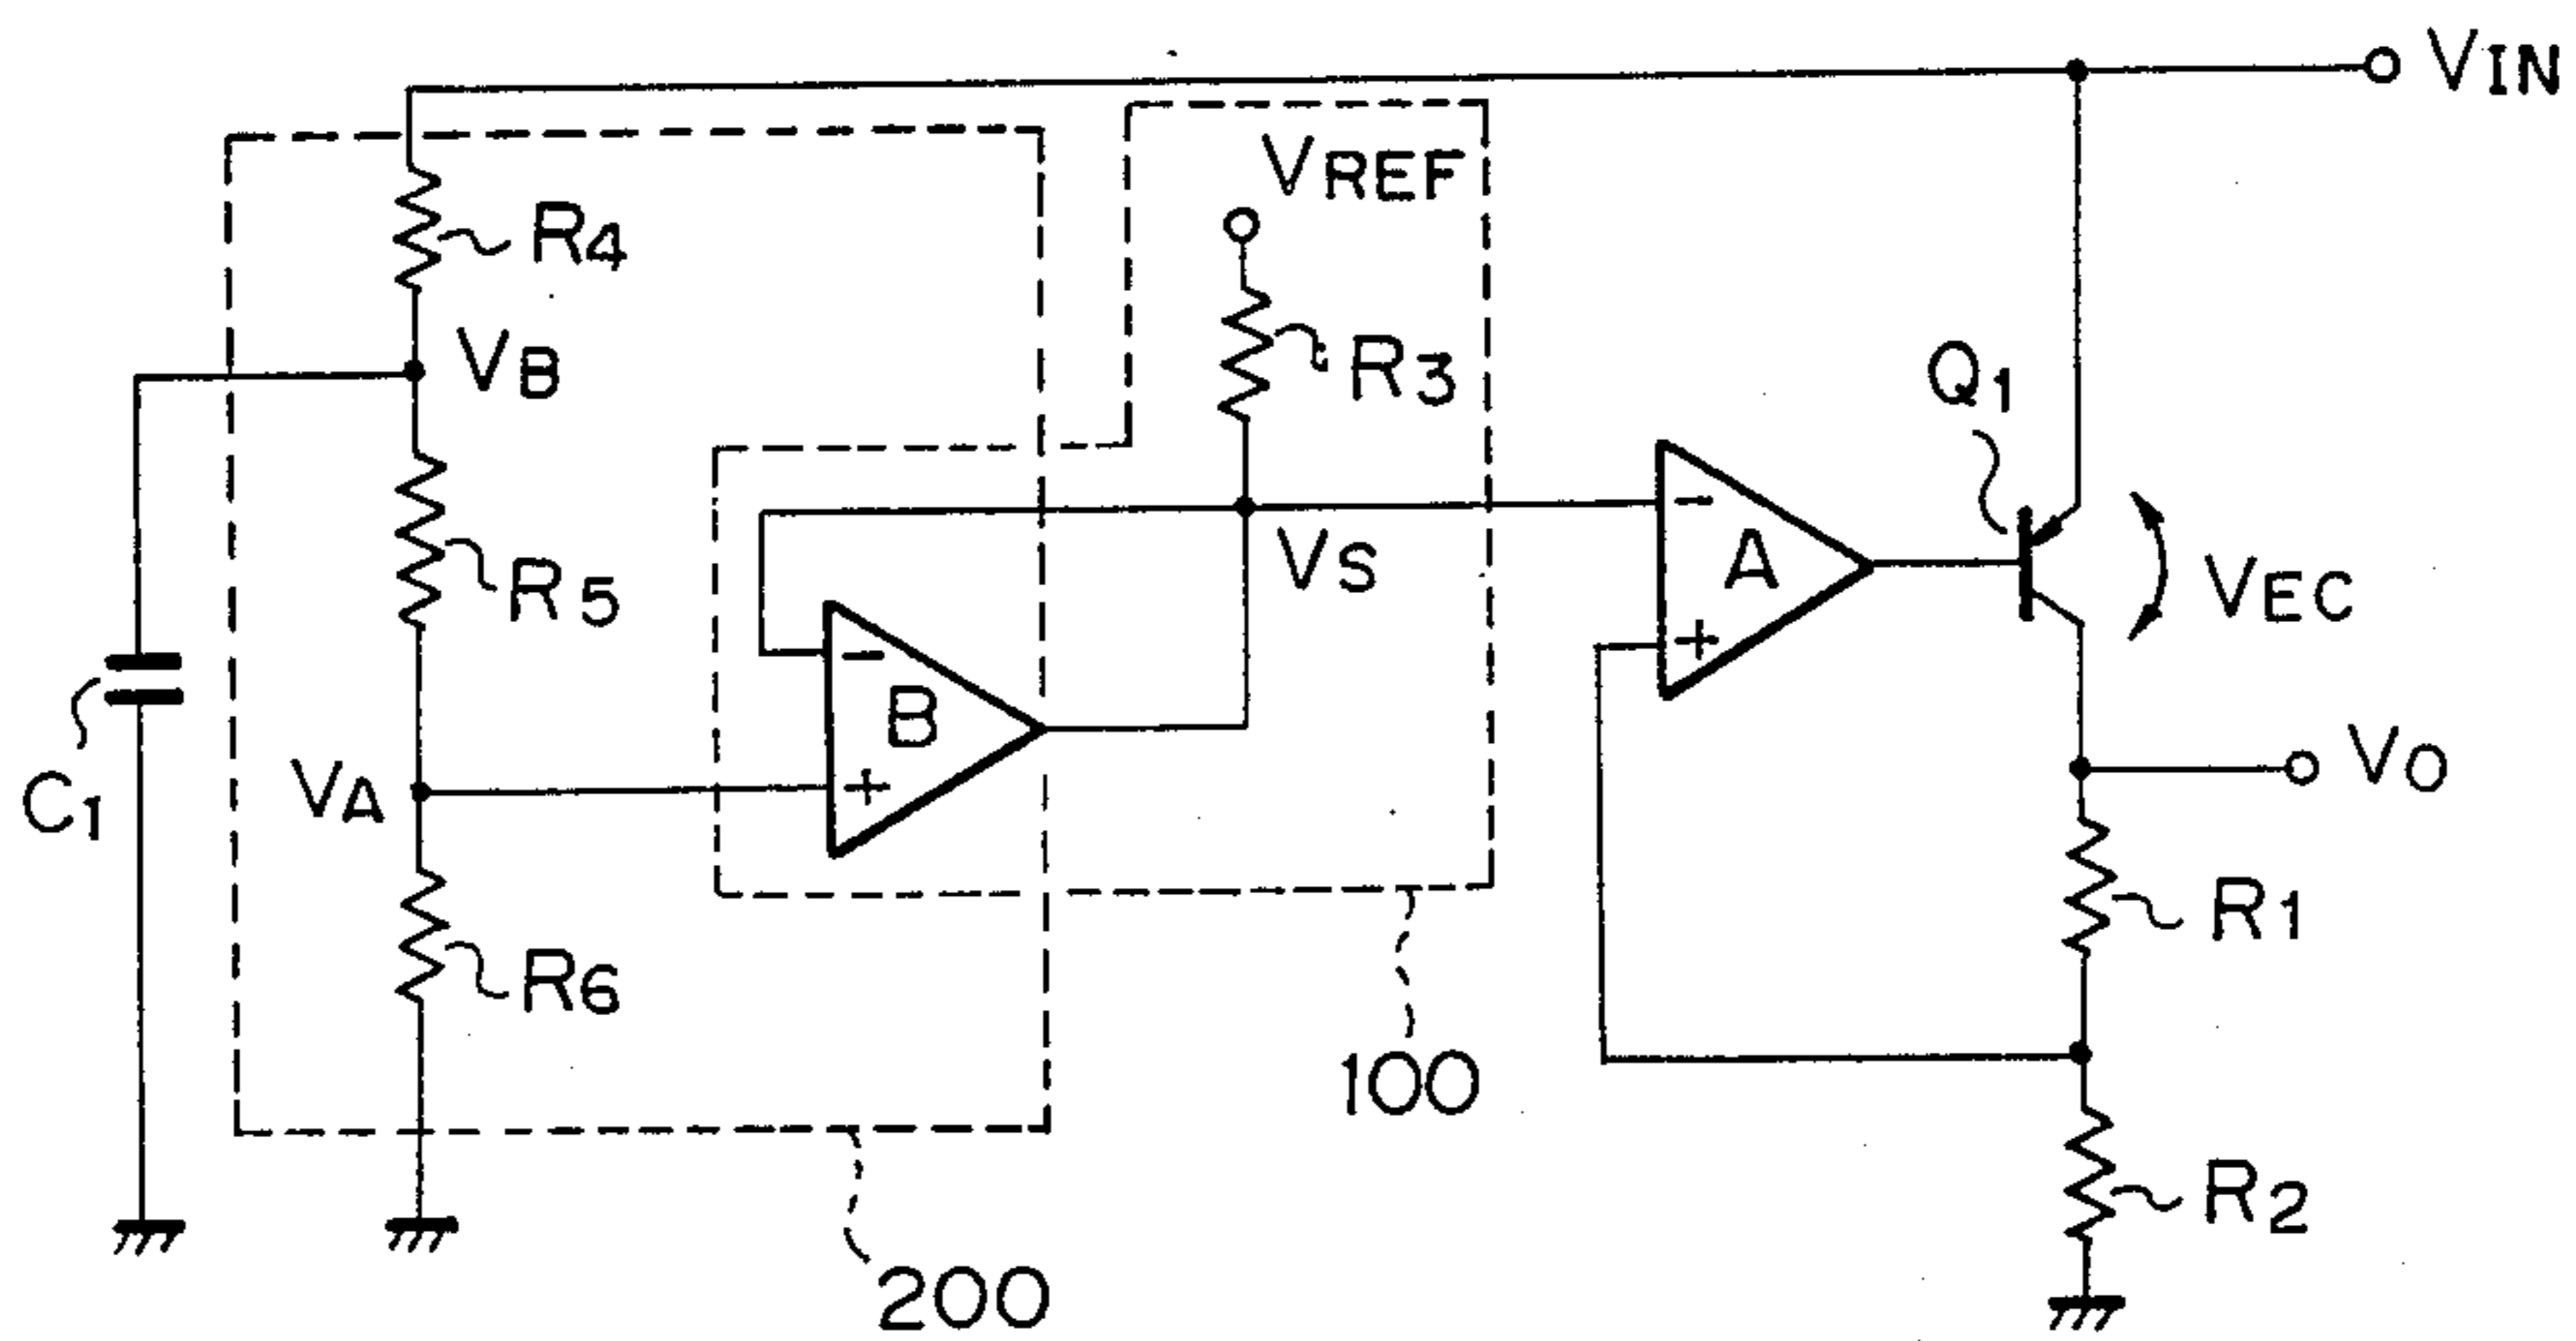 VIN
VREF
R4
VB
R3
Q1
R5
VS
−
A
+
VEC
−
B
+
VA
C1
VO
R1
R6
100
R2
200